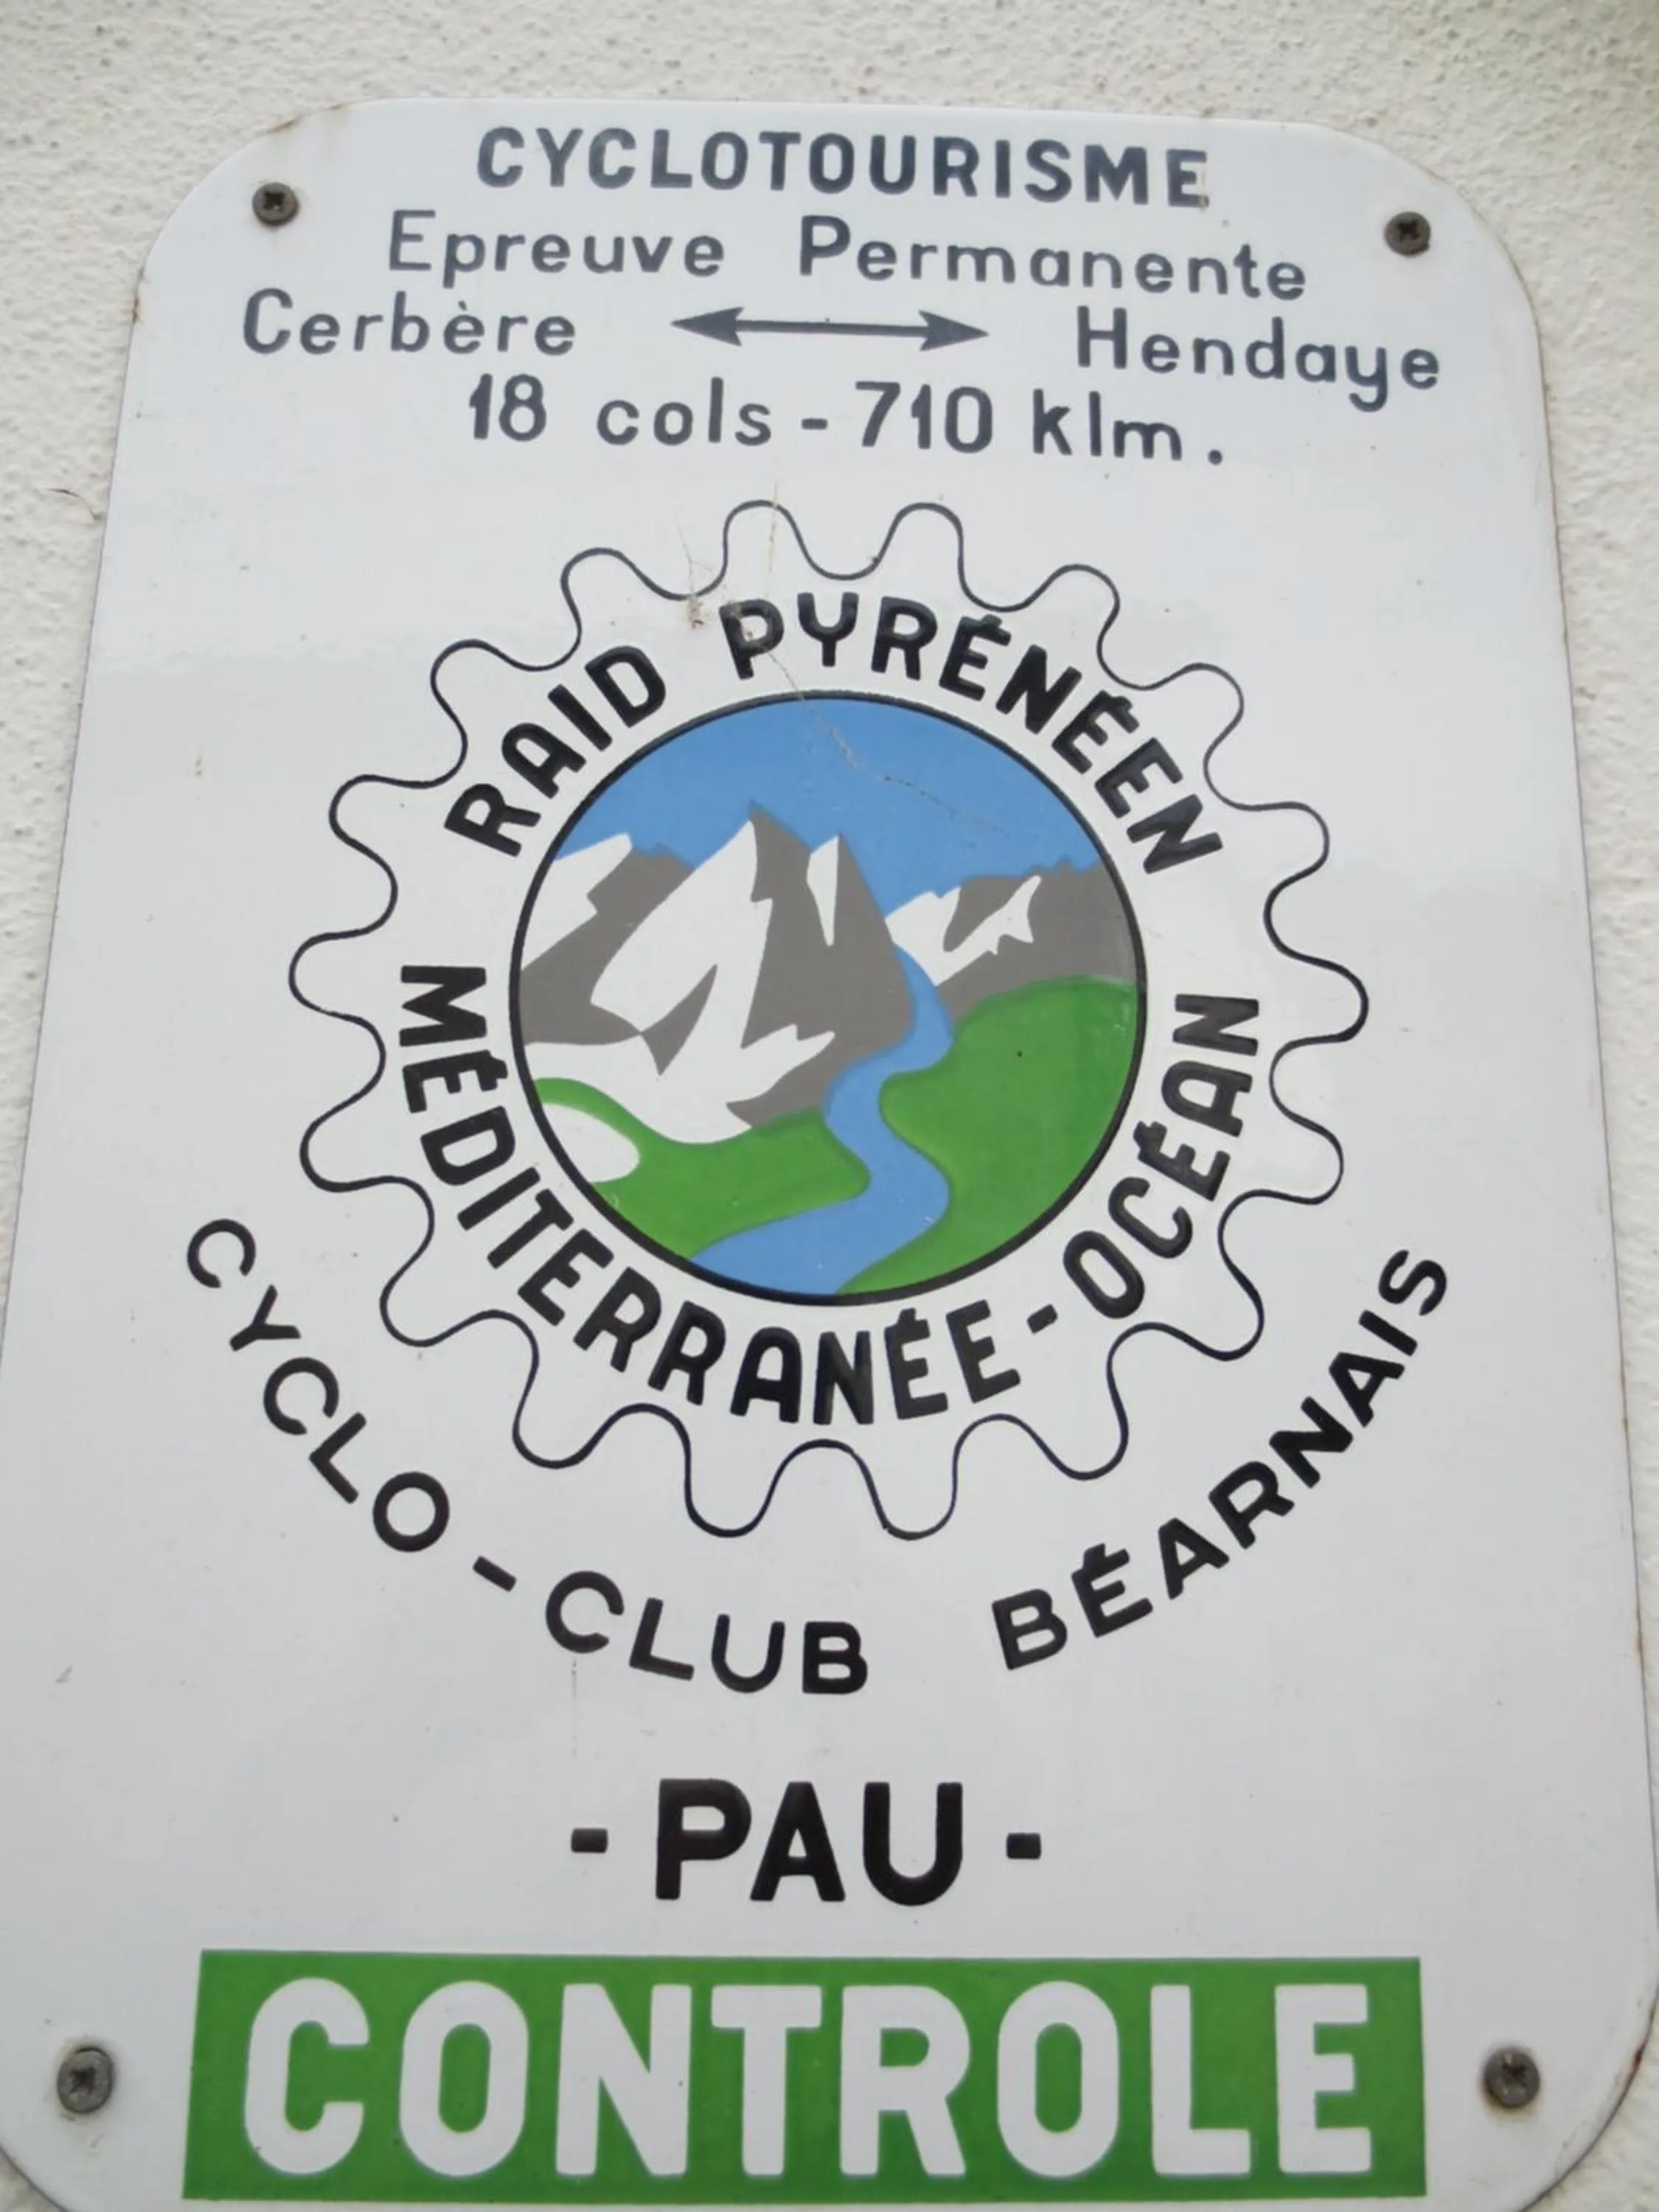 CYCLOTOURISME
Epreuve Permanente
Cerbère Hendaye
18 cols - 710 klm.
RAID PYRÉNÉEN
MÉDITERRANÉE - OCÉAN
CYCLO - CLUB BÉARNAIS
- PAU -
CONTROLE